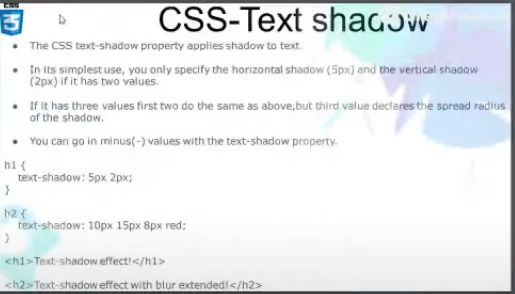 CSS
3
CSS-Text shadow
• The CSS text-shadow property applies shadow to text.
• In its simplest use, you only specify the horizontal shadow (5px) and the vertical shadow
(2px) if it has two values.
• If it has three values first two do the same as above,but third value declares the spread radius
of the shadow.
• You can go in minus(-) values with the text-shadow property.
h1 {
text-shadow: 5px 2px;
}
h2 {
text-shadow: 10px 15px 8px red;
}
<h1>Text-shadow effect!</h1>
<h2>Text-shadow effect with blur extended!</h2>